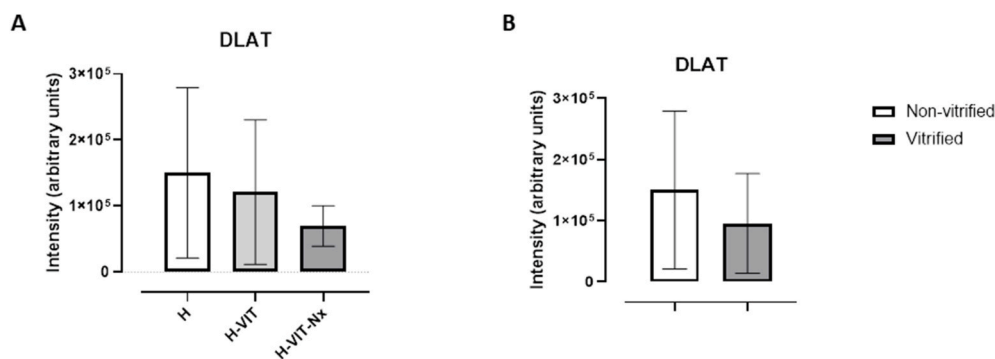 A
DLAT
Intensity (arbitrary units)
3×10⁵
2×10⁵
1×10⁵
0
H
H-VIT
H-VIT-Nx
B
DLAT
Intensity (arbitrary units)
3×10⁵
2×10⁵
1×10⁵
0
Non-vitrified
Vitrified